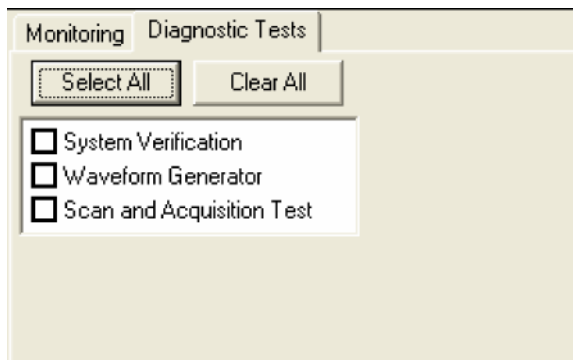 Monitoring Diagnostic Tests
Select All Clear All
System Verification
Waveform Generator
Scan and Acquisition Test